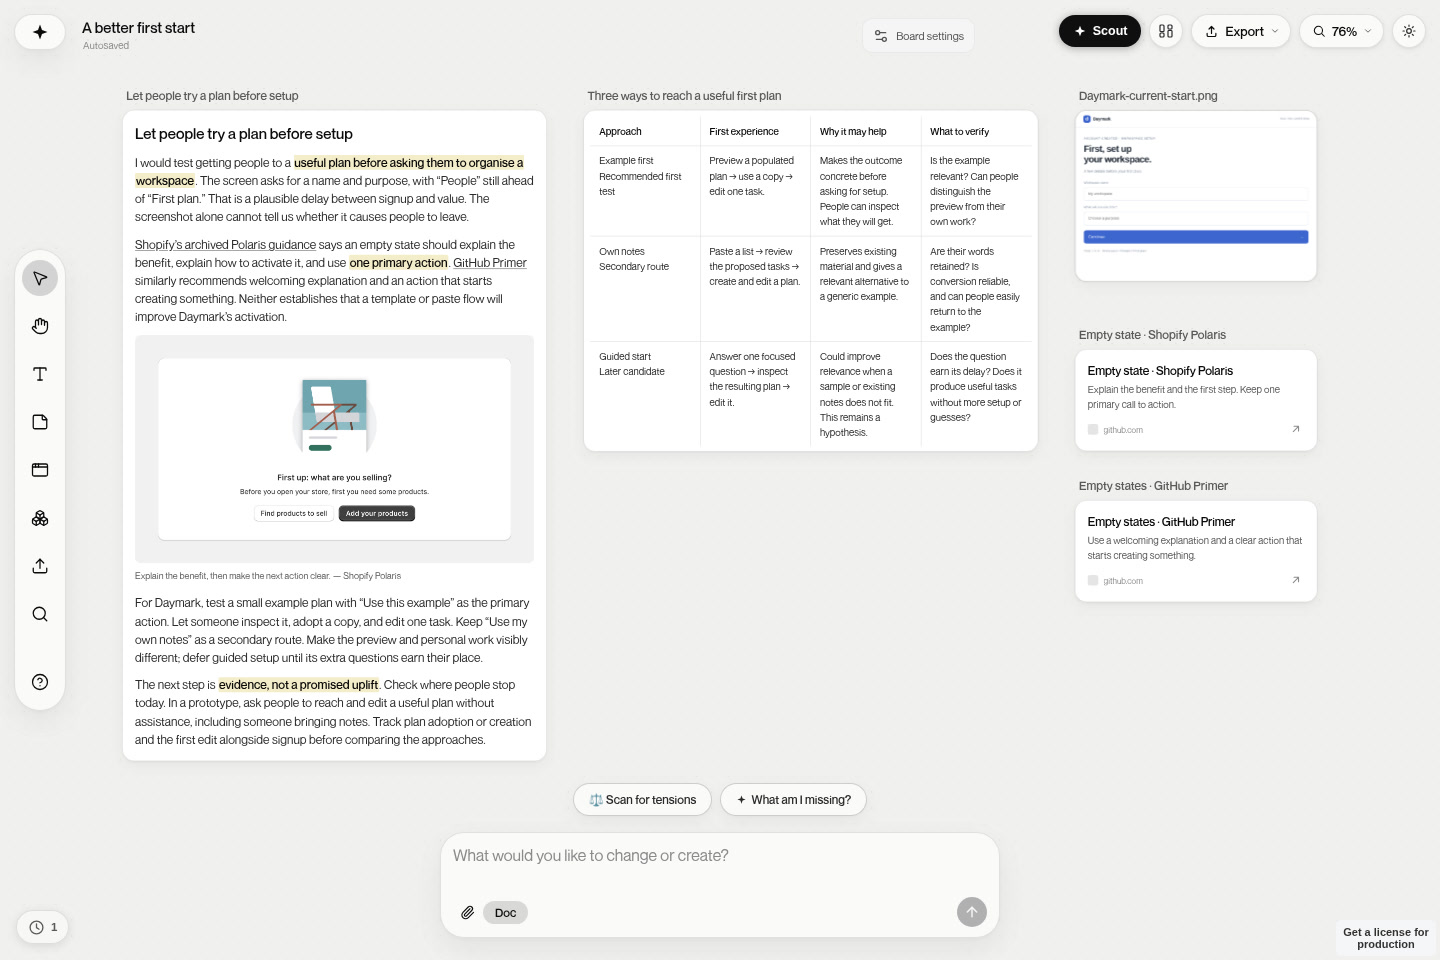 A better first start
Autosaved
Board settings
Scout
Export
76%
Let people try a plan before setup
Let people try a plan before setup
I would test getting people to a useful plan before asking them to organise a
workspace. The screen asks for a name and purpose, with “People” still ahead
of “First plan.” That is a plausible delay between signup and value. The
screenshot alone cannot tell us whether it causes people to leave.
Shopify’s archived Polaris guidance says an empty state should explain the
benefit, explain how to activate it, and use one primary action. GitHub Primer
similarly recommends welcoming explanation and an action that starts
creating something. Neither establishes that a template or paste flow will
improve Daymark’s activation.
First up: what are you selling?
Before you open your store, first you need some products.
Find products to sell
Add your products
Explain the benefit, then make the next action clear. — Shopify Polaris
For Daymark, test a small example plan with “Use this example” as the primary
action. Let someone inspect it, adopt a copy, and edit one task. Keep “Use my
own notes” as a secondary route. Make the preview and personal work visibly
different; defer guided setup until its extra questions earn their place.
The next step is evidence, not a promised uplift. Check where people stop
today. In a prototype, ask people to reach and edit a useful plan without
assistance, including someone bringing notes. Track plan adoption or creation
and the first edit alongside signup before comparing the approaches.
Three ways to reach a useful first plan
Approach
First experience
Why it may help
What to verify
Example first
Recommended first
test
Preview a populated
plan → use a copy →
edit one task.
Makes the outcome
concrete before
asking for setup.
People can inspect
what they will get.
Is the example
relevant? Can people
distinguish the
preview from their
own work?
Own notes
Secondary route
Paste a list → review
the proposed tasks →
create and edit a plan.
Preserves existing
material and gives a
relevant alternative to
a generic example.
Are their words
retained? Is
conversion reliable,
and can people easily
return to the
example?
Guided start
Later candidate
Answer one focused
question → inspect
the resulting plan →
edit it.
Could improve
relevance when a
sample or existing
notes does not fit.
This remains a
hypothesis.
Does the question
earn its delay? Does it
produce useful tasks
without more setup or
guesses?
Daymark-current-start.png
Daymark
First, set up
your workspace.
Workspace name
My workspace
Continue
Empty state · Shopify Polaris
Empty state · Shopify Polaris
Explain the benefit and the first step. Keep one
primary call to action.
github.com
Empty states · GitHub Primer
Empty states · GitHub Primer
Use a welcoming explanation and a clear action that
starts creating something.
github.com
Scan for tensions
What am I missing?
What would you like to change or create?
Doc
1
Get a license for
production